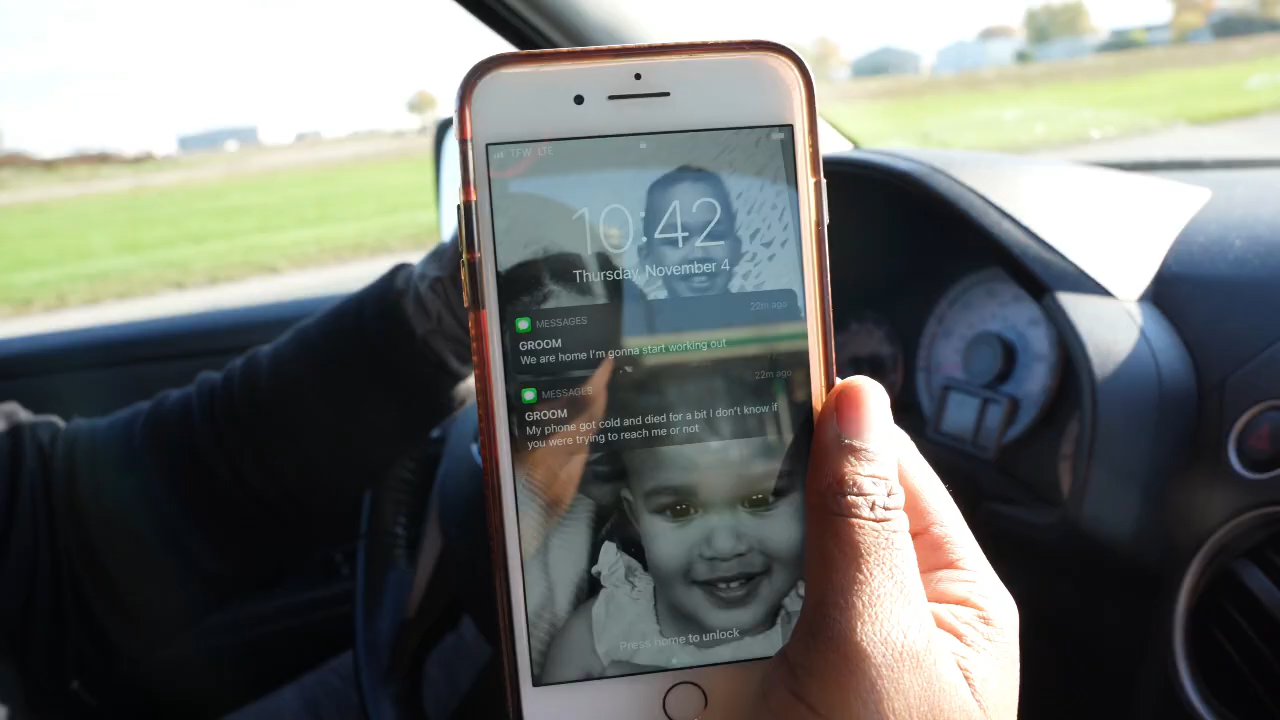 TFW LTE
10:42
Thursday, November 4
MESSAGES
22m ago
GROOM
We are home I'm gonna start working out
MESSAGES
22m ago
GROOM
My phone got cold and died for a bit I don't know if
you were trying to reach me or not
Press home to unlock